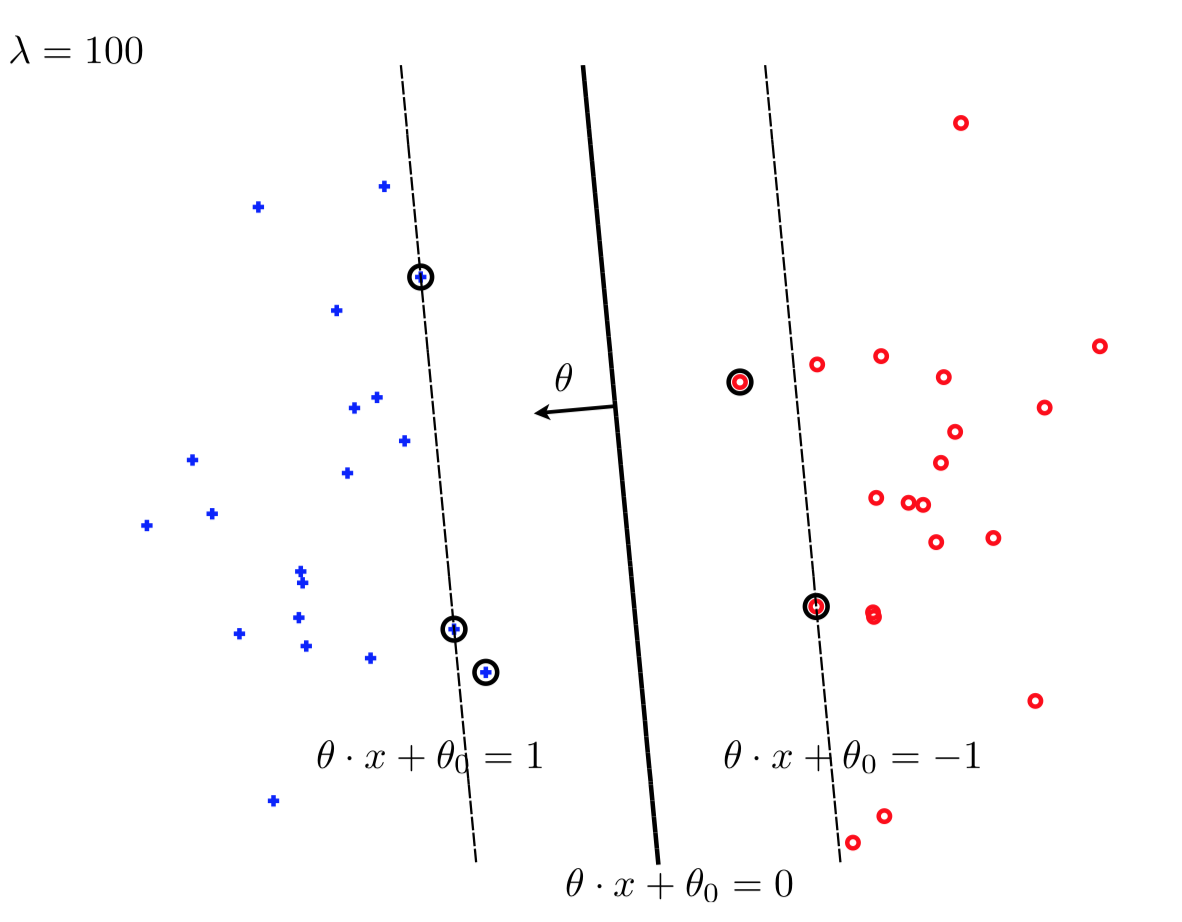 λ = 100
θ
θ · x + θ₀ = 1
θ · x + θ₀ = −1
θ · x + θ₀ = 0